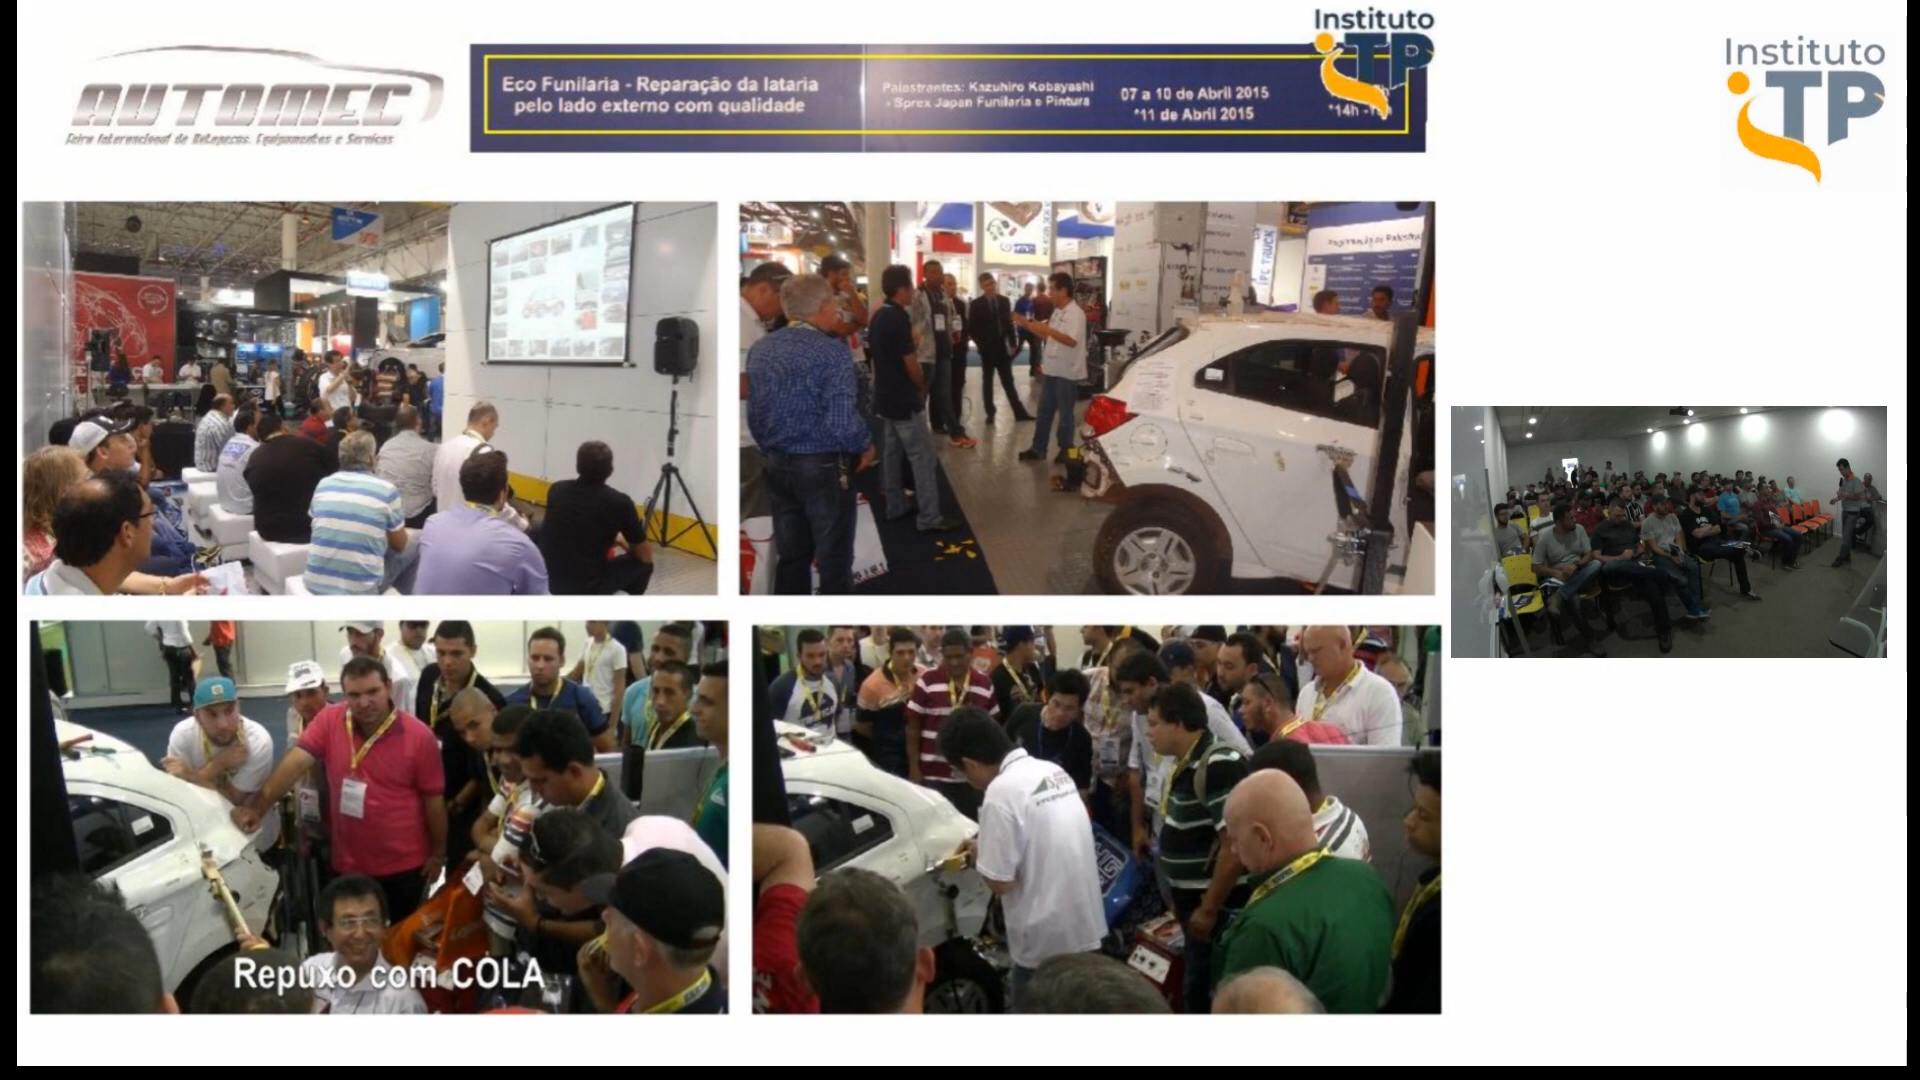 Instituto
TP
Instituto
TP
AUTOMEC
Feira Internacional de Autopeças, Equipamentos e Serviços
Eco Funilaria - Reparação da lataria
pelo lado externo com qualidade
Palestrantes: Kazuhiro Kobayashi
- Sprex Japan Funilaria e Pintura
07 a 10 de Abril 2015
*11 de Abril 2015
*14h -
IPC TRUCK
Repuxo com COLA